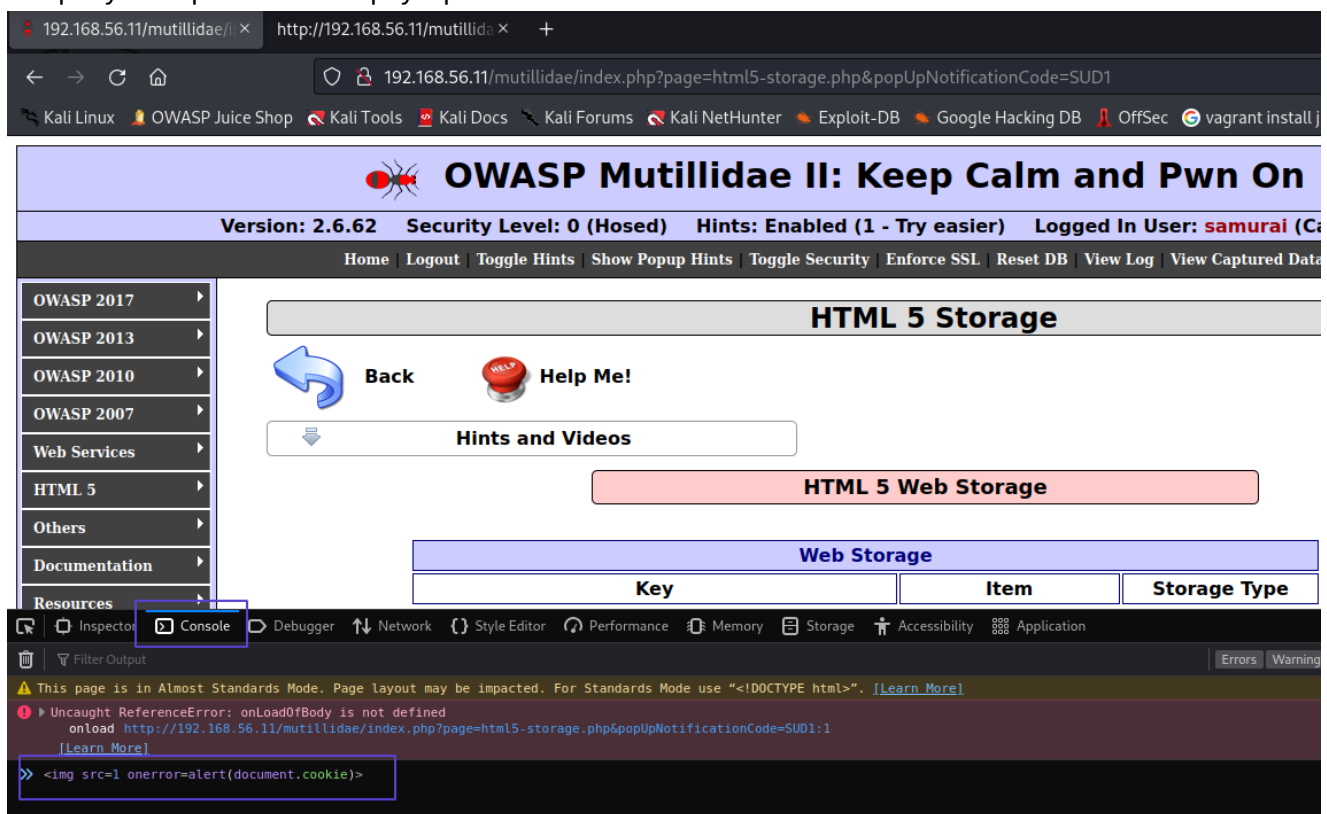 192.168.56.11/mutillidae/i × http://192.168.56.11/mutillida × +
192.168.56.11/mutillidae/index.php?page=html5-storage.php&popUpNotificationCode=SUD1
Kali Linux OWASP Juice Shop Kali Tools Kali Docs Kali Forums Kali NetHunter Exploit-DB Google Hacking DB OffSec vagrant install j
OWASP Mutillidae II: Keep Calm and Pwn On
Version: 2.6.62 Security Level: 0 (Hosed) Hints: Enabled (1 - Try easier) Logged In User: samurai (Ca
Home | Logout | Toggle Hints | Show Popup Hints | Toggle Security | Enforce SSL | Reset DB | View Log | View Captured Data
OWASP 2017
OWASP 2013
OWASP 2010
OWASP 2007
Web Services
HTML 5
Others
Documentation
Resources
HTML 5 Storage
Back HELP Help Me!
Hints and Videos
HTML 5 Web Storage
Web Storage
Key Item Storage Type
Inspector Console Debugger Network Style Editor Performance Memory Storage Accessibility Application
Filter Output Errors Warning
This page is in Almost Standards Mode. Page layout may be impacted. For Standards Mode use “<!DOCTYPE html>”. [Learn More]
Uncaught ReferenceError: onLoadOfBody is not defined
onload http://192.168.56.11/mutillidae/index.php?page=html5-storage.php&popUpNotificationCode=SUD1:1
[Learn More]
<img src=1 onerror=alert(document.cookie)>